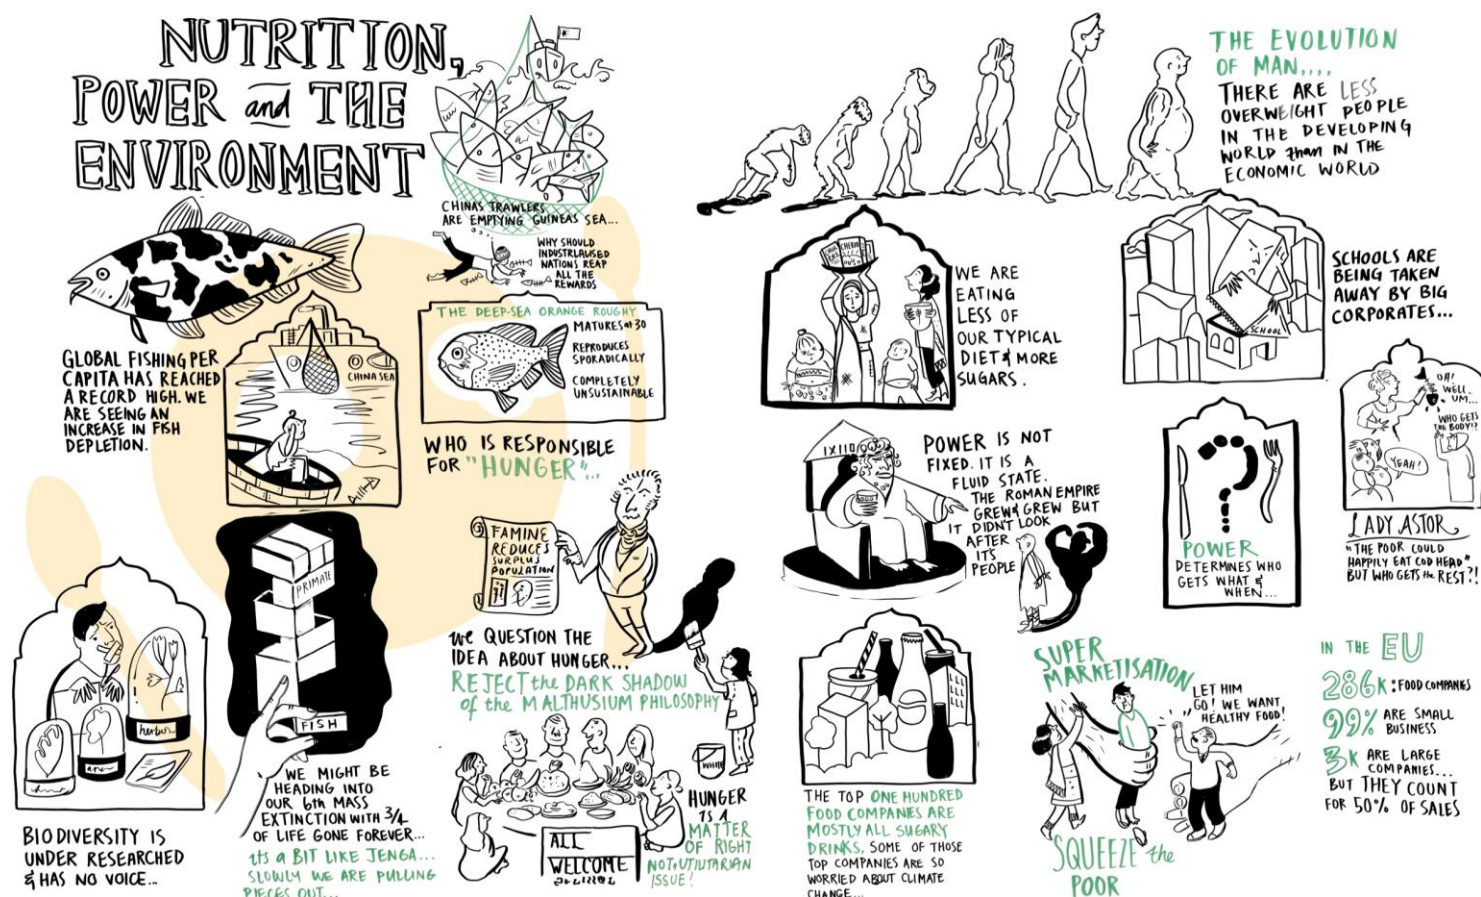 NUTRITION,
POWER and THE
ENVIRONMENT
CHINAS TRAWLERS
ARE EMPTYING GUINEAS SEA...
WHY SHOULD
INDUSTRLAUSED
NATIONS REAP
ALL THE
REWARDS
GLOBAL FISHING PER
CAPITA HAS REACHED
A RECORD HIGH. WE
ARE SEEING AN
INCREASE IN FISH
DEPLETION.
CHINA SEA
THE DEEP-SEA ORANGE ROUGHY
MATURES at 30
REPRODUCES
SPORADICALLY
COMPLETELY
UNSUSTAINABLE
WHO IS RESPONSIBLE
FOR "HUNGER"...
FAMINE
REDUCES
SURPLUS
POPULATION
We QUESTION THE
IDEA ABOUT HUNGER...
REJECT the DARK SHADOW
of the MALTHUSIUM PHILOSOPHY
WHITE
ALL
WELCOME
HUNGER
IS A
MATTER
OF RIGHT
NOT UTILITARIAN
ISSUE!
PRIMATE
FISH
WE MIGHT BE
HEADING INTO
OUR 6th MASS
EXTINCTION WITH 3/4
OF LIFE GONE FOREVER...
its a BIT LIKE JENGA...
SLOWLY WE ARE PULLING
PIECES OUT...
BIODIVERSITY IS
UNDER RESEARCHED
& HAS NO VOICE...
THE EVOLUTION
OF MAN....
THERE ARE LESS
OVERWEIGHT PEOPLE
IN THE DEVELOPING
WORLD than IN THE
ECONOMIC WORLD
WE ARE
EATING
LESS OF
OUR TYPICAL
DIET & MORE
SUGARS.
SCHOOL
SCHOOLS ARE
BEING TAKEN
AWAY BY BIG
CORPORATES...
IXIIO
POWER IS NOT
FIXED. IT IS A
FLUID STATE.
THE ROMAN EMPIRE
GREW & GREW BUT
IT DIDN'T LOOK
AFTER
ITS
PEOPLE
POWER
DETERMINES WHO
GETS WHAT &
WHEN...
OH!
WELL..
UM...
WHO GETS
THE BODY!?
YEAH!
LADY ASTOR
"THE POOR COULD
HAPPILY EAT COD HEAD"
BUT WHO GETS the REST?!
THE TOP ONE HUNDRED
FOOD COMPANIES ARE
MOSTLY ALL SUGARY
DRINKS. SOME OF THOSE
TOP COMPANIES ARE SO
WORRIED ABOUT CLIMATE
CHANGE...
SUPER
MARKETISATION
LET HIM
GO! WE WANT
HEALTHY FOOD!
SQUEEZE the
POOR
IN THE EU
286K: FOOD COMPANIES
99% ARE SMALL
BUSINESS
3K ARE LARGE
COMPANIES...
BUT THEY COUNT
FOR 50% OF SALES